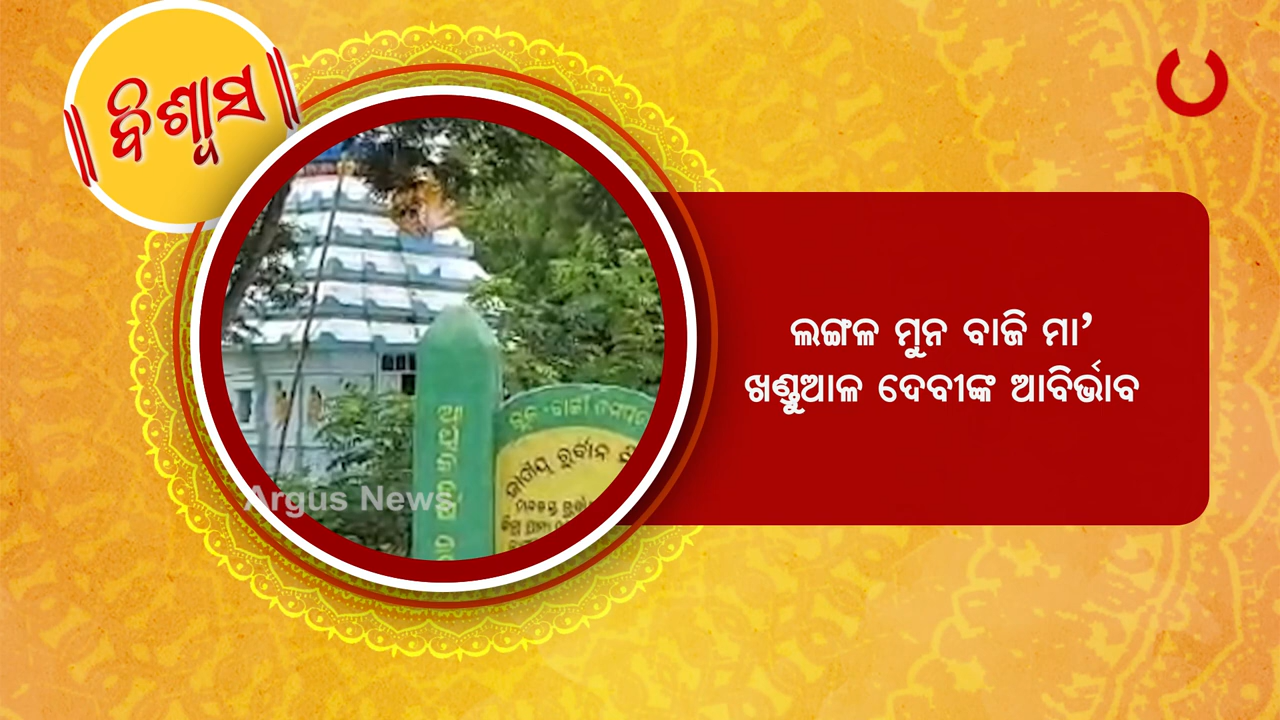 ॥ ବିଶ୍ୱାସ ॥
ଲଙ୍ଗଳ ମୁନ ବାଜି ମା’
ଖଣ୍ଡୁଆଳ ଦେବୀଙ୍କ ଆବିର୍ଭାବ
ଜାତୀୟ ରୁର୍ବାନ
Argus News